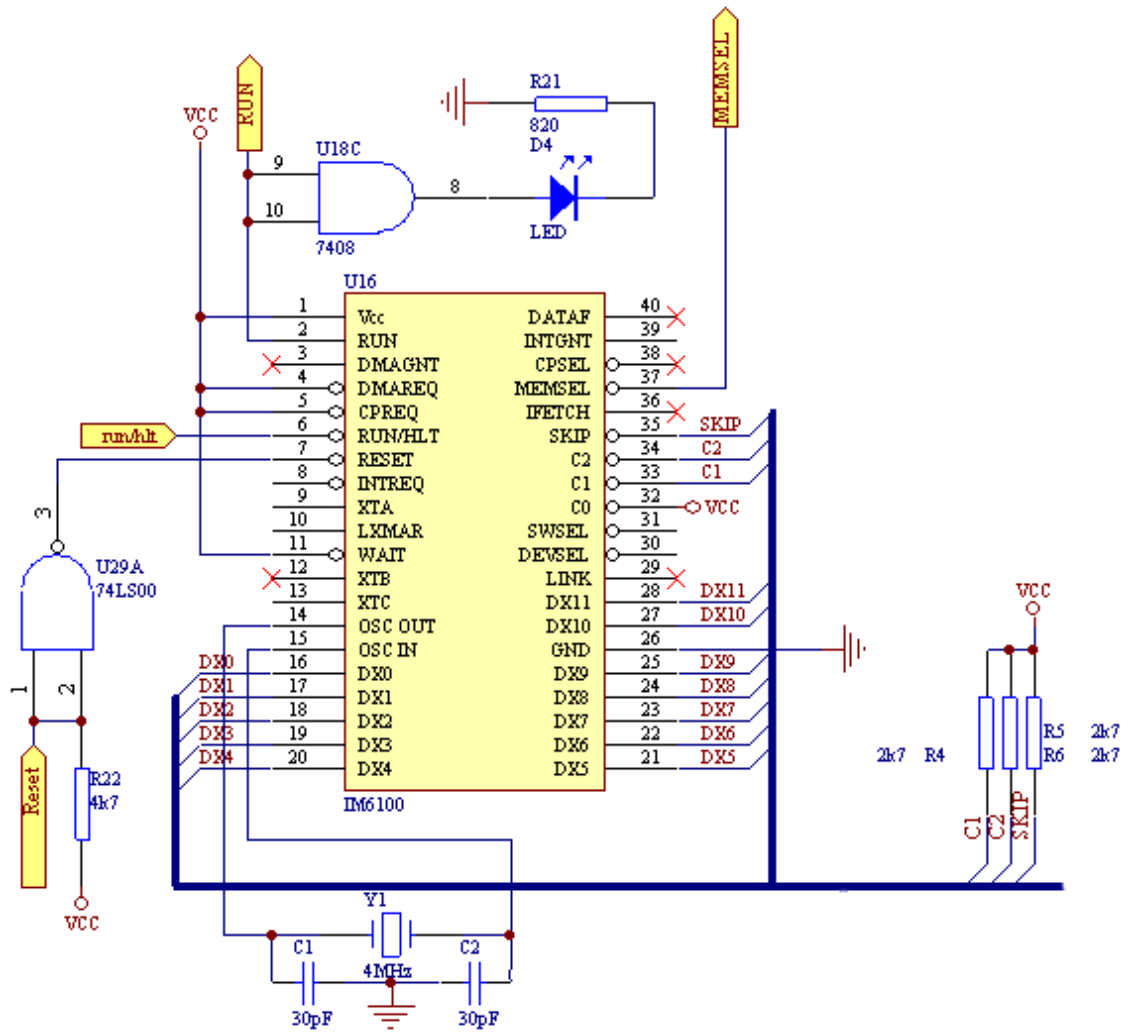 MEMSEL
RUN
VCC
R21
820
D4
U18C
9
10
8
7408
LED
U16
1 Vcc DATAF 40
2 RUN INTGNT 39
3 DMAGNT CPSEL 38
4 DMAREQ MEMSEL 37
5 CPREQ IFETCH 36
run/hlt 6 RUN/HLT SKIP 35 SKIP
7 RESET C2 34 C2
8 INTREQ C1 33 C1
9 XTA C0 32 VCC
10 LXMAR SWSEL 31
11 WAIT DEVSEL 30
12 XTB LINK 29
13 XTC DX11 28 DX11
14 OSC OUT DX10 27 DX10
15 OSC IN GND 26
DX0 16 DX0 DX9 25 DX9
DX1 17 DX1 DX8 24 DX8
DX2 18 DX2 DX7 23 DX7
DX3 19 DX3 DX6 22 DX6
DX4 20 DX4 DX5 21 DX5
IM6100
3
U29A
74LS00
1
2
Reset
R22
4k7
VCC
VCC
R5 2k7
2k7 R4
R6 2k7
C1
C2
SKIP
Y1
C1
C2
4MHz
30pF
30pF